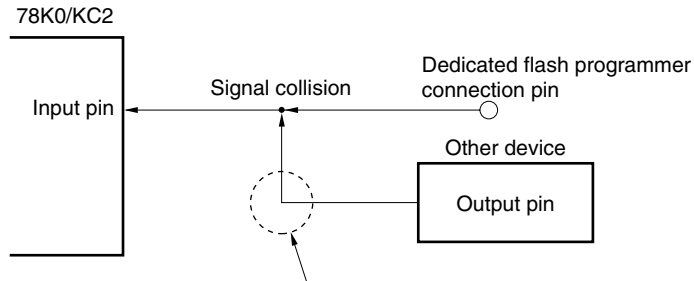 78K0/KC2
Signal collision
Dedicated flash programmer
connection pin
Input pin
Other device
Output pin